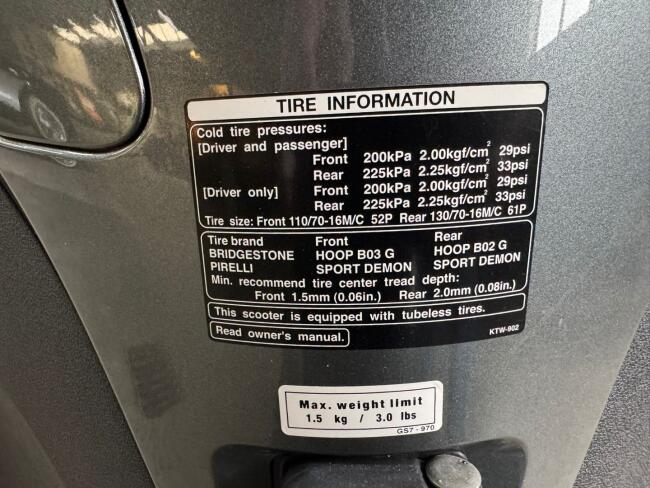 TIRE INFORMATION
Cold tire pressures:
[Driver and passenger]
Front 200kPa 2.00kgf/cm² 29psi
Rear 225kPa 2.25kgf/cm² 33psi
[Driver only] Front 200kPa 2.00kgf/cm² 29psi
Rear 225kPa 2.25kgf/cm² 33psi
Tire size: Front 110/70-16M/C 52P Rear 130/70-16M/C 61P
Tire brand Front Rear
BRIDGESTONE HOOP B03 G HOOP B02 G
PIRELLI SPORT DEMON SPORT DEMON
Min. recommend tire center tread depth:
Front 1.5mm (0.06in.) Rear 2.0mm (0.08in.)
This scooter is equipped with tubeless tires.
Read owner's manual. KTW-902
Max. weight limit
1.5 kg / 3.0 lbs
GS7-970